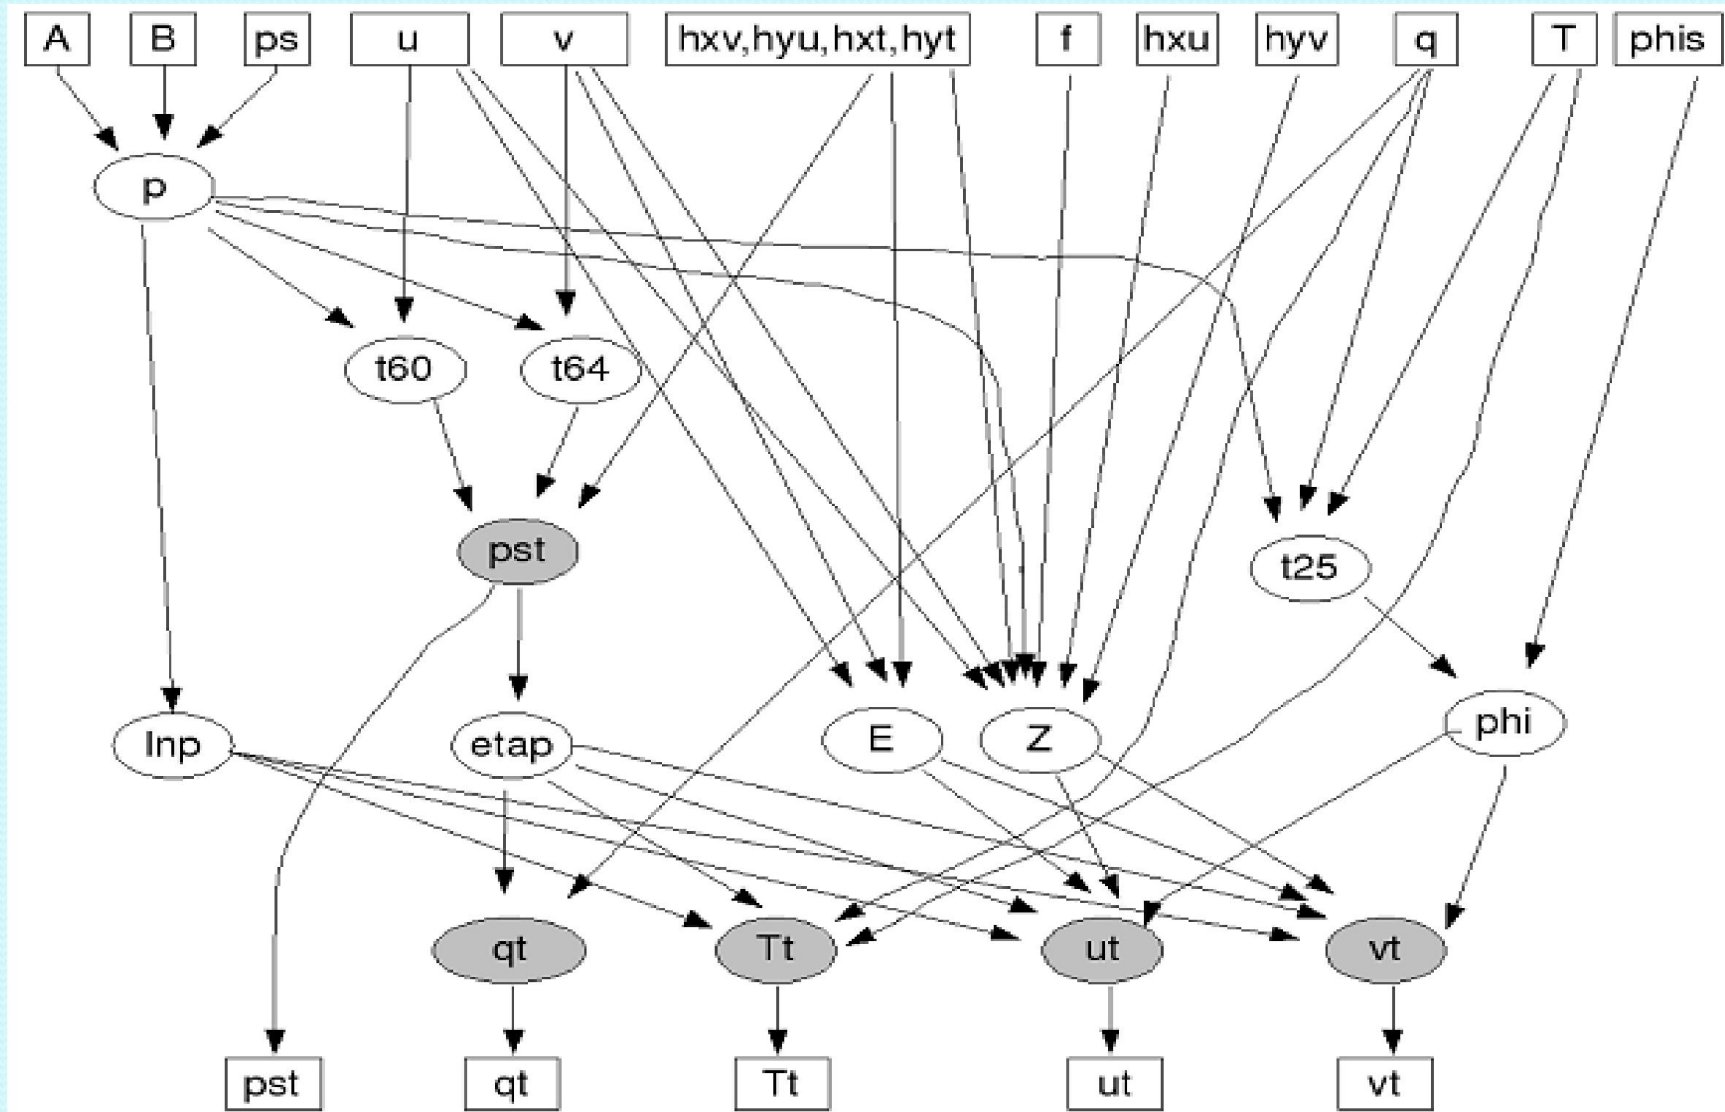 A B ps u v hxv,hyu,hxt,hyt f hxu hyv q T phis
p
t60 t64
pst t25
lnp etap E Z phi
qt Tt ut vt
pst qt Tt ut vt